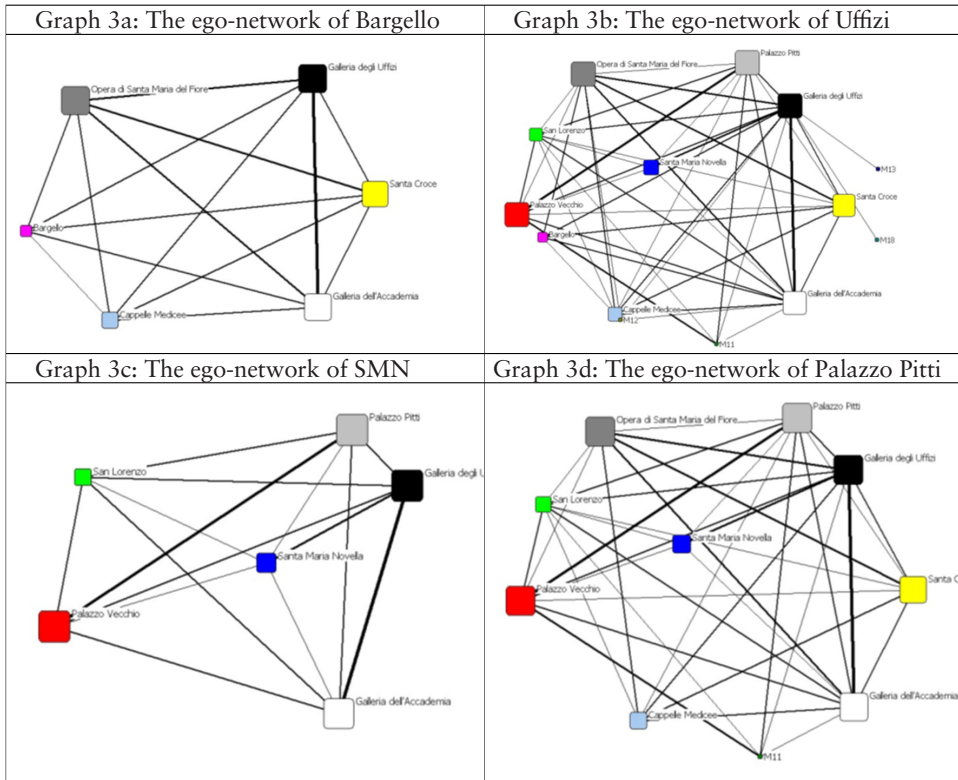 Graph 3a: The ego-network of Bargello
Galleria degli Uffizi
Opera di Santa Maria del Fiore
Santa Croce
Bargello
Galleria dell'Accademia
Cappelle Medicee
Graph 3b: The ego-network of Uffizi
Palazzo Pitti
Opera di Santa Maria del Fiore
Galleria degli Uffizi
San Lorenzo
Santa Maria Novella
M13
Santa Croce
Palazzo Vecchio
Bargello
M18
Galleria dell'Accademia
Cappelle Medicee
M12
M11
Graph 3c: The ego-network of SMN
Palazzo Pitti
San Lorenzo
Galleria degli U
Santa Maria Novella
Palazzo Vecchio
Galleria dell'Accademia
Graph 3d: The ego-network of Palazzo Pitti
Palazzo Pitti
Opera di Santa Maria del Fiore
Galleria degli Uffizi
San Lorenzo
Santa Maria Novella
Santa C
Palazzo Vecchio
Galleria dell'Accademia
Cappelle Medicee
M11